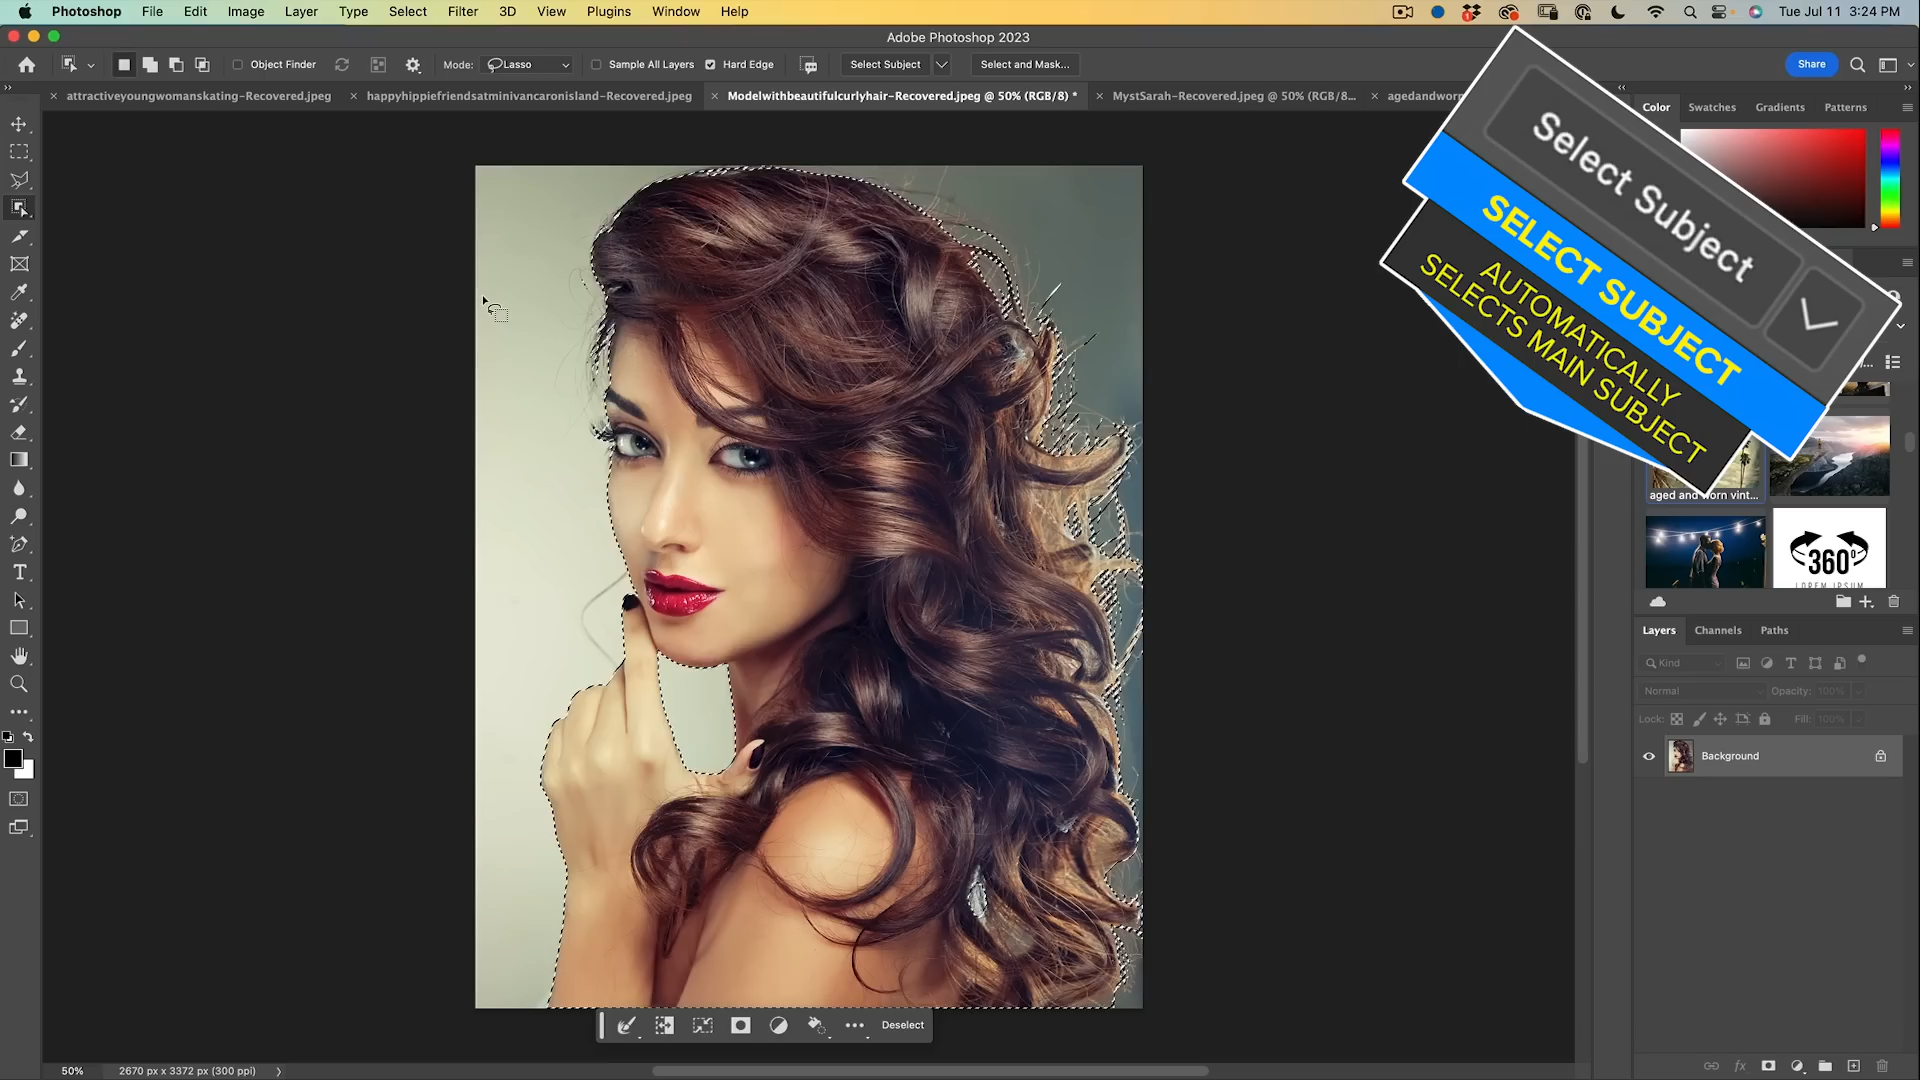 Photoshop File Edit Image Layer Type Select Filter 3D View Plugins Window Help
Tue Jul 11 3:24 PM
Adobe Photoshop 2023
Mode: Lasso Sample All Layers Hard Edge Select Subject Select and Mask... Share
attractiveyoungwomanskating-Recovered.jpeg
happyhippiefriendsatminivancaronisland-Recovered.jpeg
Modelwithbeautifulcurlyhair-Recovered.jpeg @ 50% (RGB/8) *
MystSarah-Recovered.jpeg @ 50% (RGB/8...
Object Finder
Color Swatches Gradients Patterns
Select Subject
SELECT SUBJECT
AUTOMATICALLY
SELECTS MAIN SUBJECT
aged and worn vint...
360°
LOREM IPSUM
Layers Channels Paths
Kind
Normal Opacity: 100%
Lock: Fill: 100%
Background
Deselect
50% 2670 px x 3372 px (300 ppi)